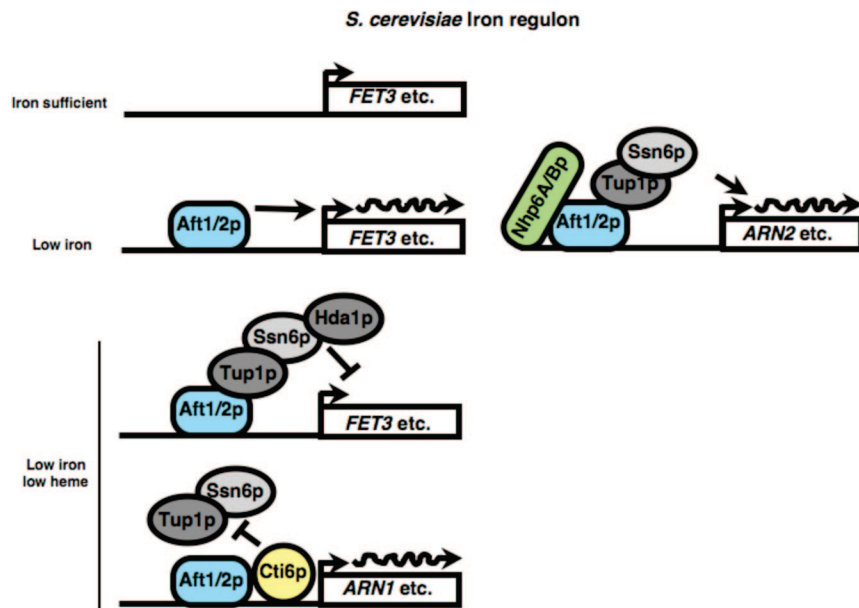 S. cerevisiae Iron regulon
Iron sufficient
FET3 etc.
Low iron
Aft1/2p
FET3 etc.
Nhp6A/Bp
Aft1/2p
Tup1p
Ssn6p
ARN2 etc.
Low iron
low heme
Aft1/2p
Tup1p
Ssn6p
Hda1p
FET3 etc.
Tup1p
Ssn6p
Aft1/2p
Cti6p
ARN1 etc.